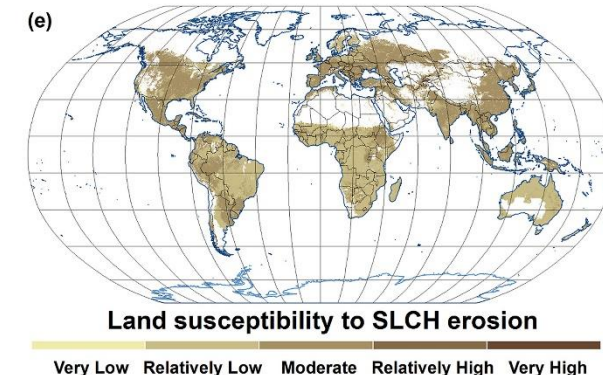 (e)
Land susceptibility to SLCH erosion
Very Low Relatively Low Moderate Relatively High Very High